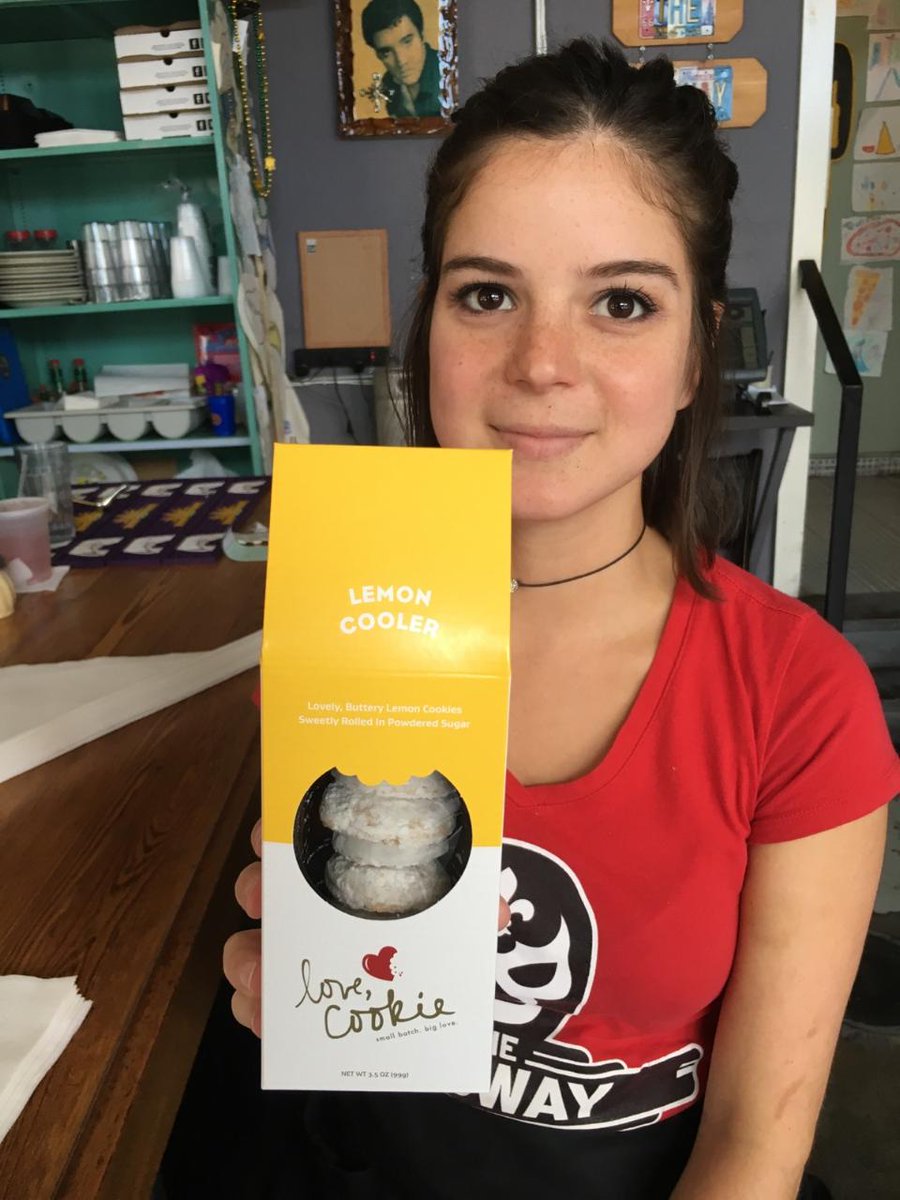 THE
LEMON
COOLER
Lovely, Buttery Lemon Cookies
Sweetly Rolled in Powdered Sugar
love,
Cookie
small batch. big love.
NET WT 3.5 OZ (99g)
WAY